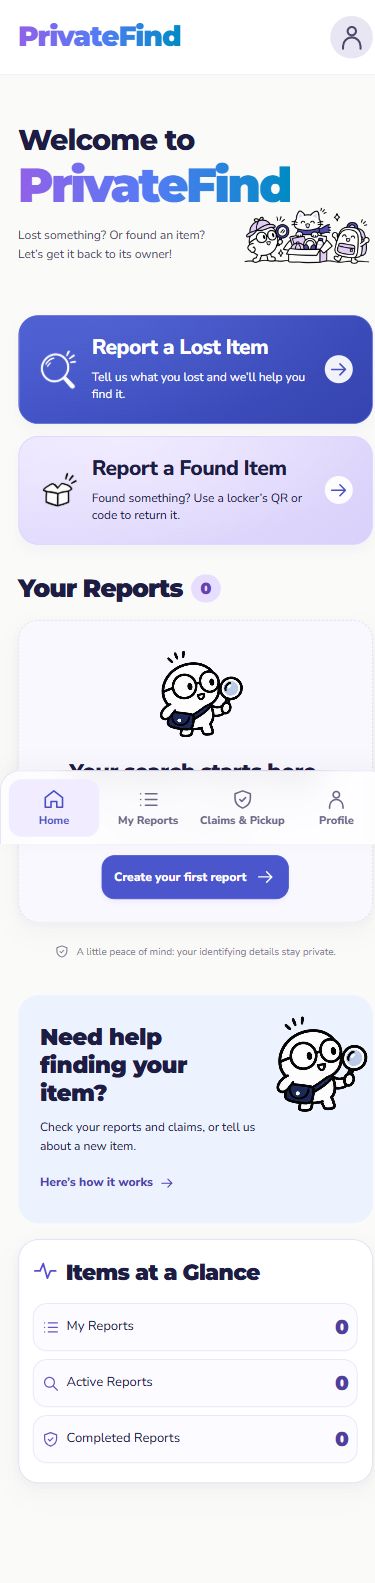 PrivateFind
Welcome to
PrivateFind
Lost something? Or found an item?
Let's get it back to its owner!
Report a Lost Item
Tell us what you lost and we'll help you
find it.
Report a Found Item
Found something? Use a locker's QR or
code to return it.
Your Reports 0
Your search starts here
Home
My Reports
Claims & Pickup
Profile
Create your first report
A little peace of mind: your identifying details stay private.
Need help
finding your
item?
Check your reports and claims, or tell us
about a new item.
Here's how it works
Items at a Glance
My Reports 0
Active Reports 0
Completed Reports 0